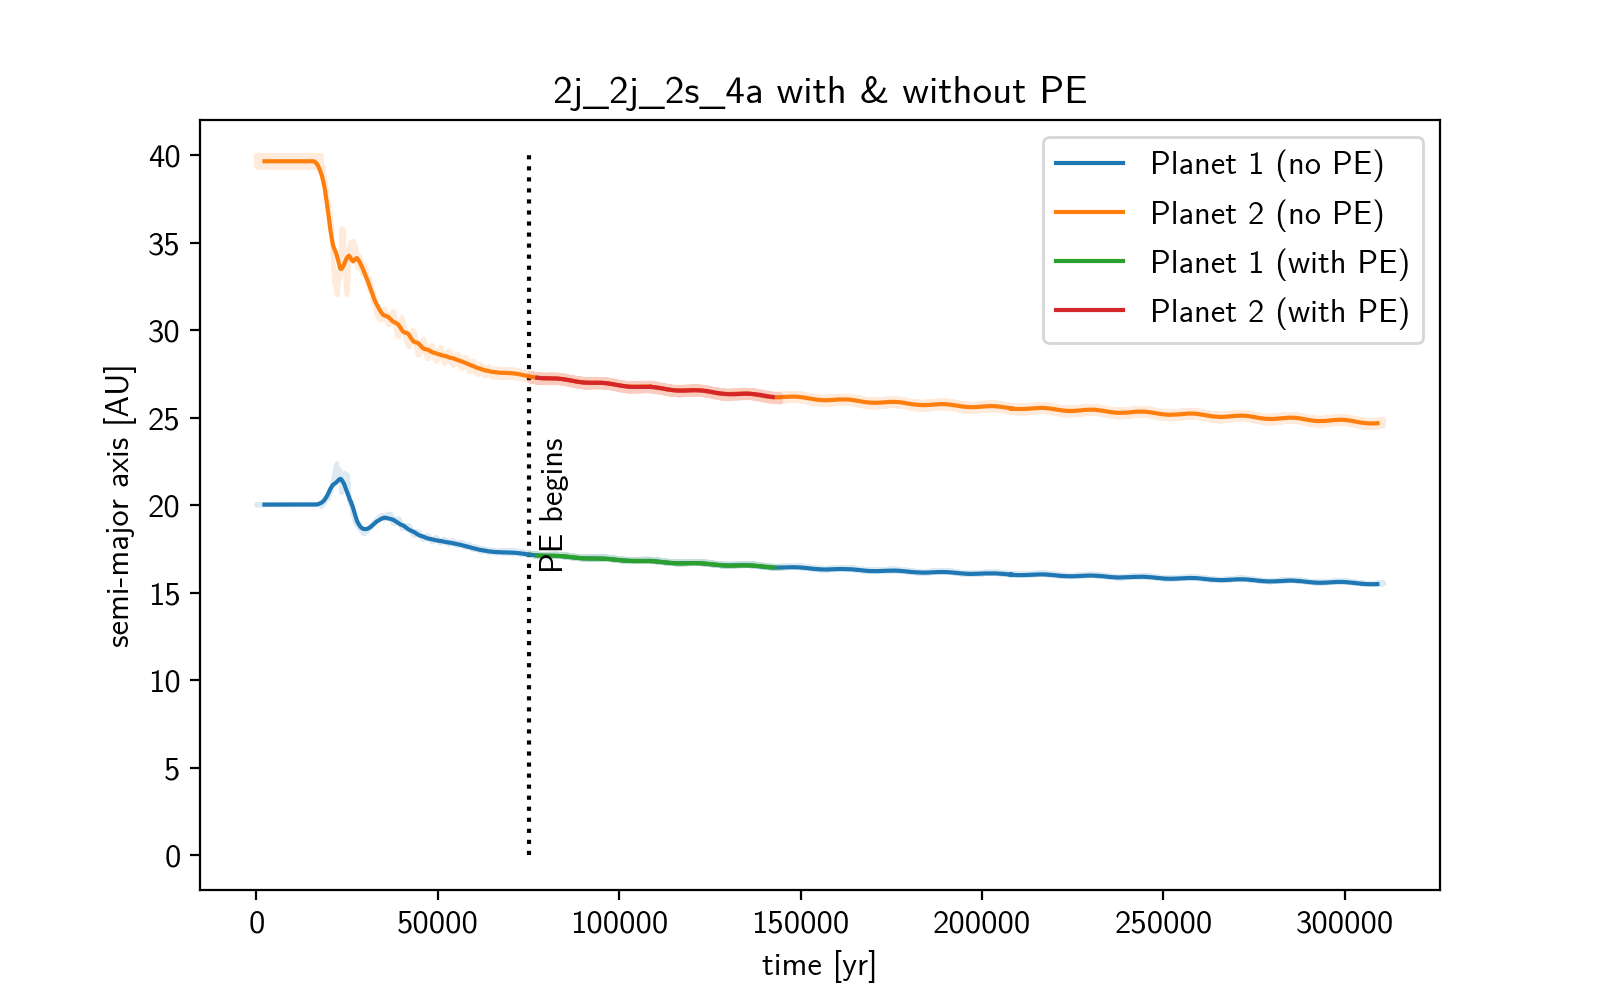 2j_2j_2s_4a with & without PE
Planet 1 (no PE)
Planet 2 (no PE)
Planet 1 (with PE)
Planet 2 (with PE)
semi-major axis [AU]
40
35
30
25
20
15
10
5
0
PE begins
0 50000 100000 150000 200000 250000 300000
time [yr]